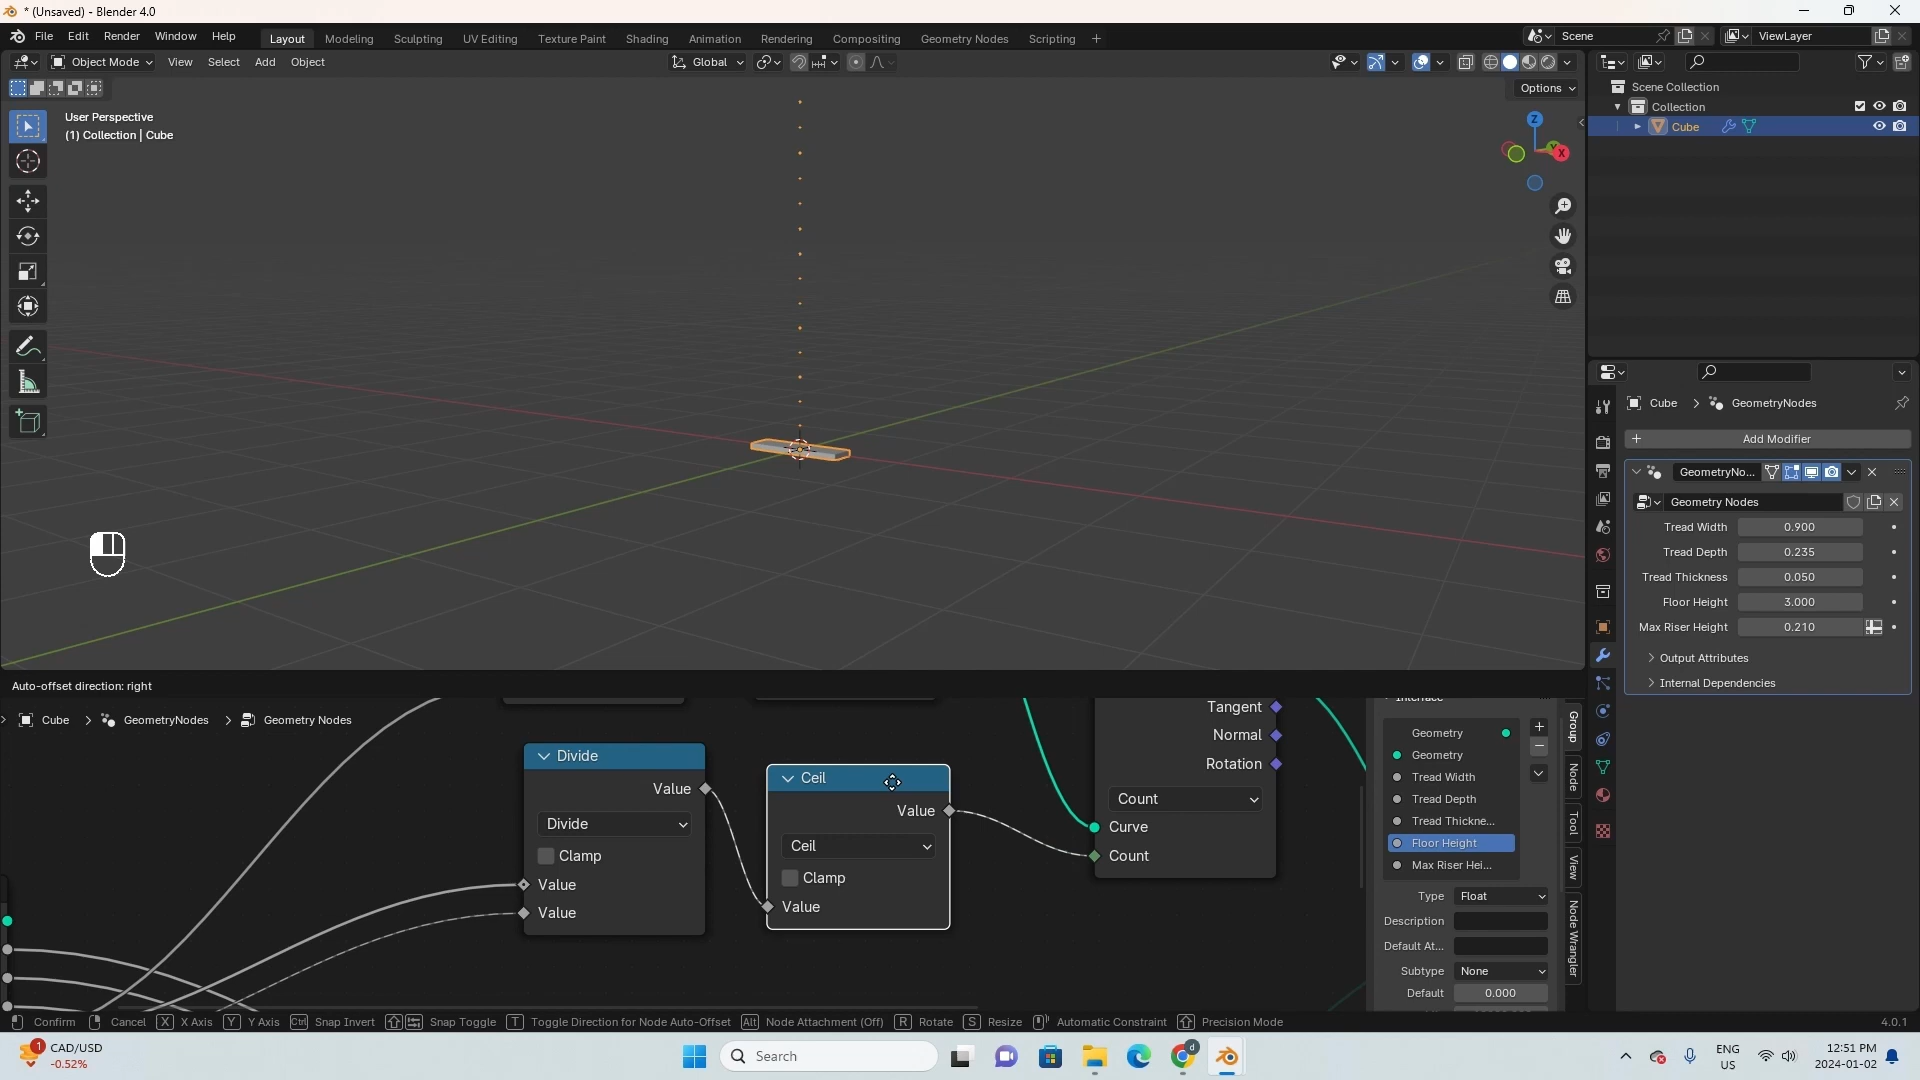 * (Unsaved) - Blender 4.0
File Edit Render Window Help
Layout Modeling Sculpting UV Editing Texture Paint Shading Animation Rendering Compositing Geometry Nodes Scripting +
Scene
ViewLayer
Object Mode View Select Add Object
Global
Options
User Perspective
(1) Collection | Cube
Z
X
Scene Collection
Collection
Cube
Cube > GeometryNodes
+ Add Modifier
GeometryNo...
Geometry Nodes
Tread Width 0.900
Tread Depth 0.235
Tread Thickness 0.050
Floor Height 3.000
Max Riser Height 0.210
Output Attributes
Internal Dependencies
Auto-offset direction: right
Cube > GeometryNodes > Geometry Nodes
Divide
Value
Divide
Clamp
Value
Value
Ceil
Value
Ceil
Clamp
Value
Tangent
Normal
Rotation
Count
Curve
Count
Geometry
Geometry
Tread Width
Tread Depth
Tread Thickne...
Floor Height
Max Riser Hei...
Type Float
Description
Default At...
Subtype None
Default 0.000
Group
Node
Tool
View
Node Wrangler
Confirm Cancel X X Axis Y Y Axis Ctrl Snap Invert Snap Toggle T Toggle Direction for Node Auto-Offset Alt Node Attachment (Off) R Rotate S Resize Automatic Constraint Precision Mode 4.0.1
1
CAD/USD
-0.52%
Search
d
ENG
US
12:51 PM
2024-01-02